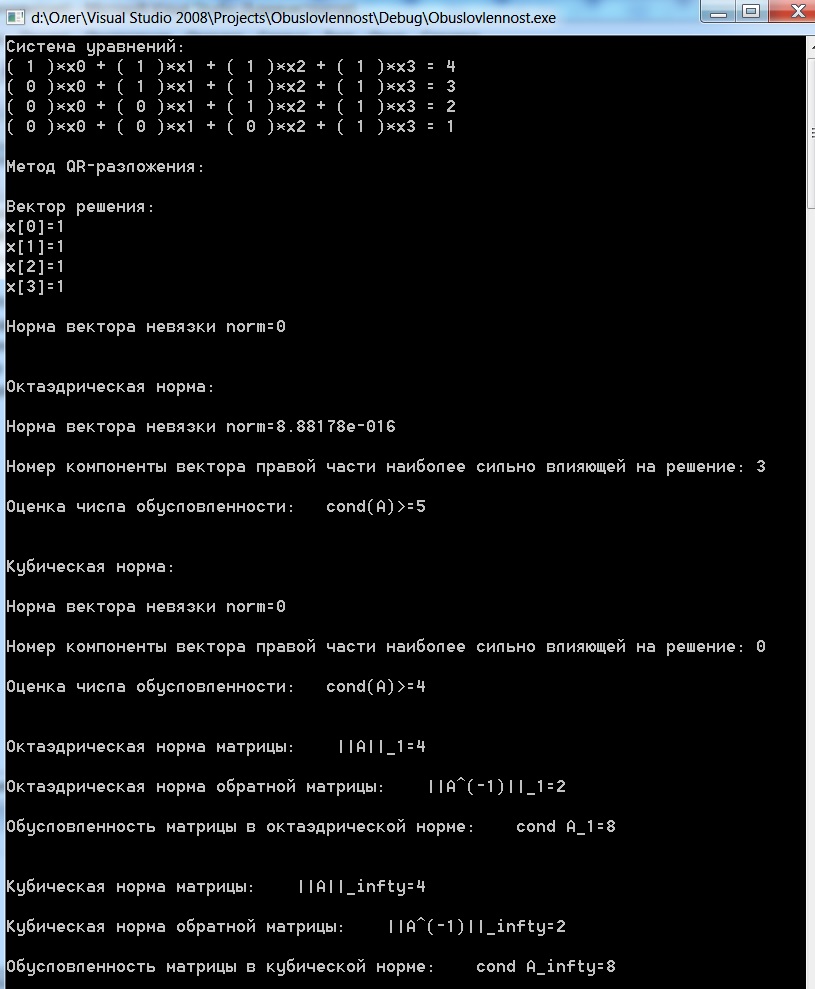 d:\Олег\Visual Studio 2008\Projects\Obuslovlennost\Debug\Obuslovlennost.exe
Система уравнений:
( 1 )*x0 + ( 1 )*x1 + ( 1 )*x2 + ( 1 )*x3 = 4
( 0 )*x0 + ( 1 )*x1 + ( 1 )*x2 + ( 1 )*x3 = 3
( 0 )*x0 + ( 0 )*x1 + ( 1 )*x2 + ( 1 )*x3 = 2
( 0 )*x0 + ( 0 )*x1 + ( 0 )*x2 + ( 1 )*x3 = 1
Метод QR-разложения:
Вектор решения:
x[0]=1
x[1]=1
x[2]=1
x[3]=1
Норма вектора невязки norm=0
Октаэдрическая норма:
Норма вектора невязки norm=8.88178e-016
Номер компоненты вектора правой части наиболее сильно влияющей на решение: 3
Оценка числа обусловленности:   cond(A)>=5
Кубическая норма:
Норма вектора невязки norm=0
Номер компоненты вектора правой части наиболее сильно влияющей на решение: 0
Оценка числа обусловленности:   cond(A)>=4
Октаэдрическая норма матрицы:    ||A||_1=4
Октаэдрическая норма обратной матрицы:    ||A^(-1)||_1=2
Обусловленность матрицы в октаэдрической норме:    cond A_1=8
Кубическая норма матрицы:    ||A||_infty=4
Кубическая норма обратной матрицы:    ||A^(-1)||_infty=2
Обусловленность матрицы в кубической норме:    cond A_infty=8